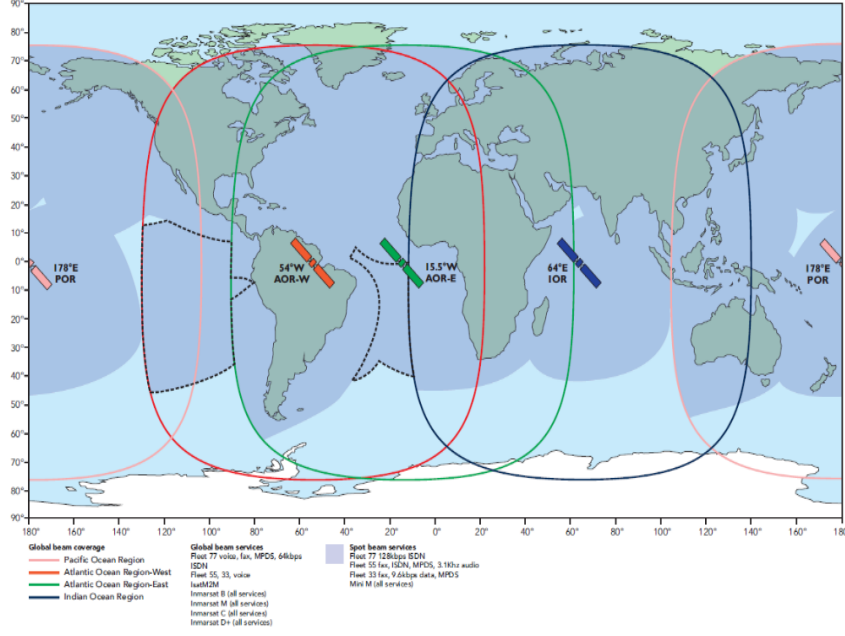 90°
80°
70°
60°
50°
40°
30°
20°
10°
0°
10°
20°
30°
40°
50°
60°
70°
80°
90°
178°E
POR
54°W
AOR-W
15.5°W
AOR-E
64°E
IOR
178°E
POR
180° 160° 140° 120° 100° 80° 60° 40° 20° 0° 20° 40° 60° 80° 100° 120° 140° 160° 180
Global beam coverage
Pacific Ocean Region
Atlantic Ocean Region-West
Atlantic Ocean Region-East
Indian Ocean Region
Global beam services
Fleet 77 voice, fax, MPDS, 64kbps
ISDN
Fleet 55, 33, voice
IsatM2M
Inmarsat B (all services)
Inmarsat M (all services)
Inmarsat C (all services)
Inmarsat D+ (all services)
Spot beam services
Fleet 77 128kbps ISDN
Fleet 55 fax, ISDN, MPDS, 3.1Khz audio
Fleet 33 fax, 9.6kbps data, MPDS
Mini M (all services)